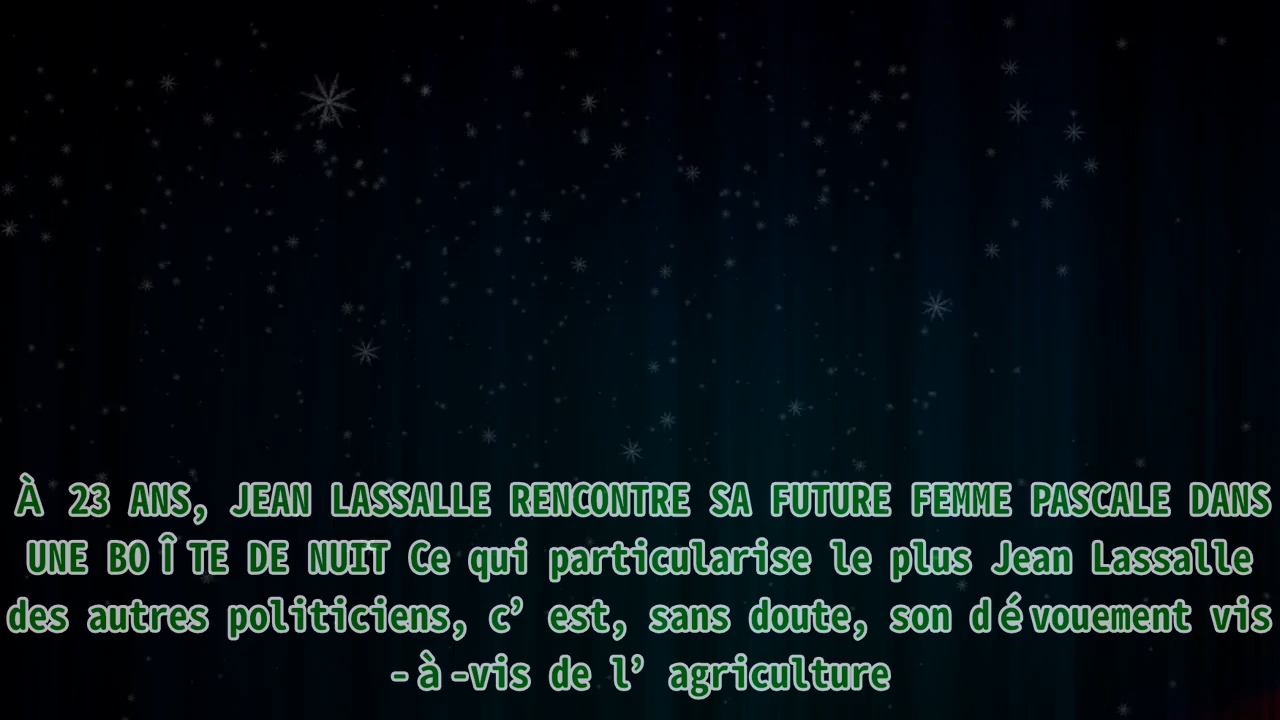 À 23 ANS, JEAN LASSALLE RENCONTRE SA FUTURE FEMME PASCALE DANS
UNE BOÎTE DE NUIT Ce qui particularise le plus Jean Lassalle
des autres politiciens, c’ est, sans doute, son dévouement vis
-à-vis de l’ agriculture